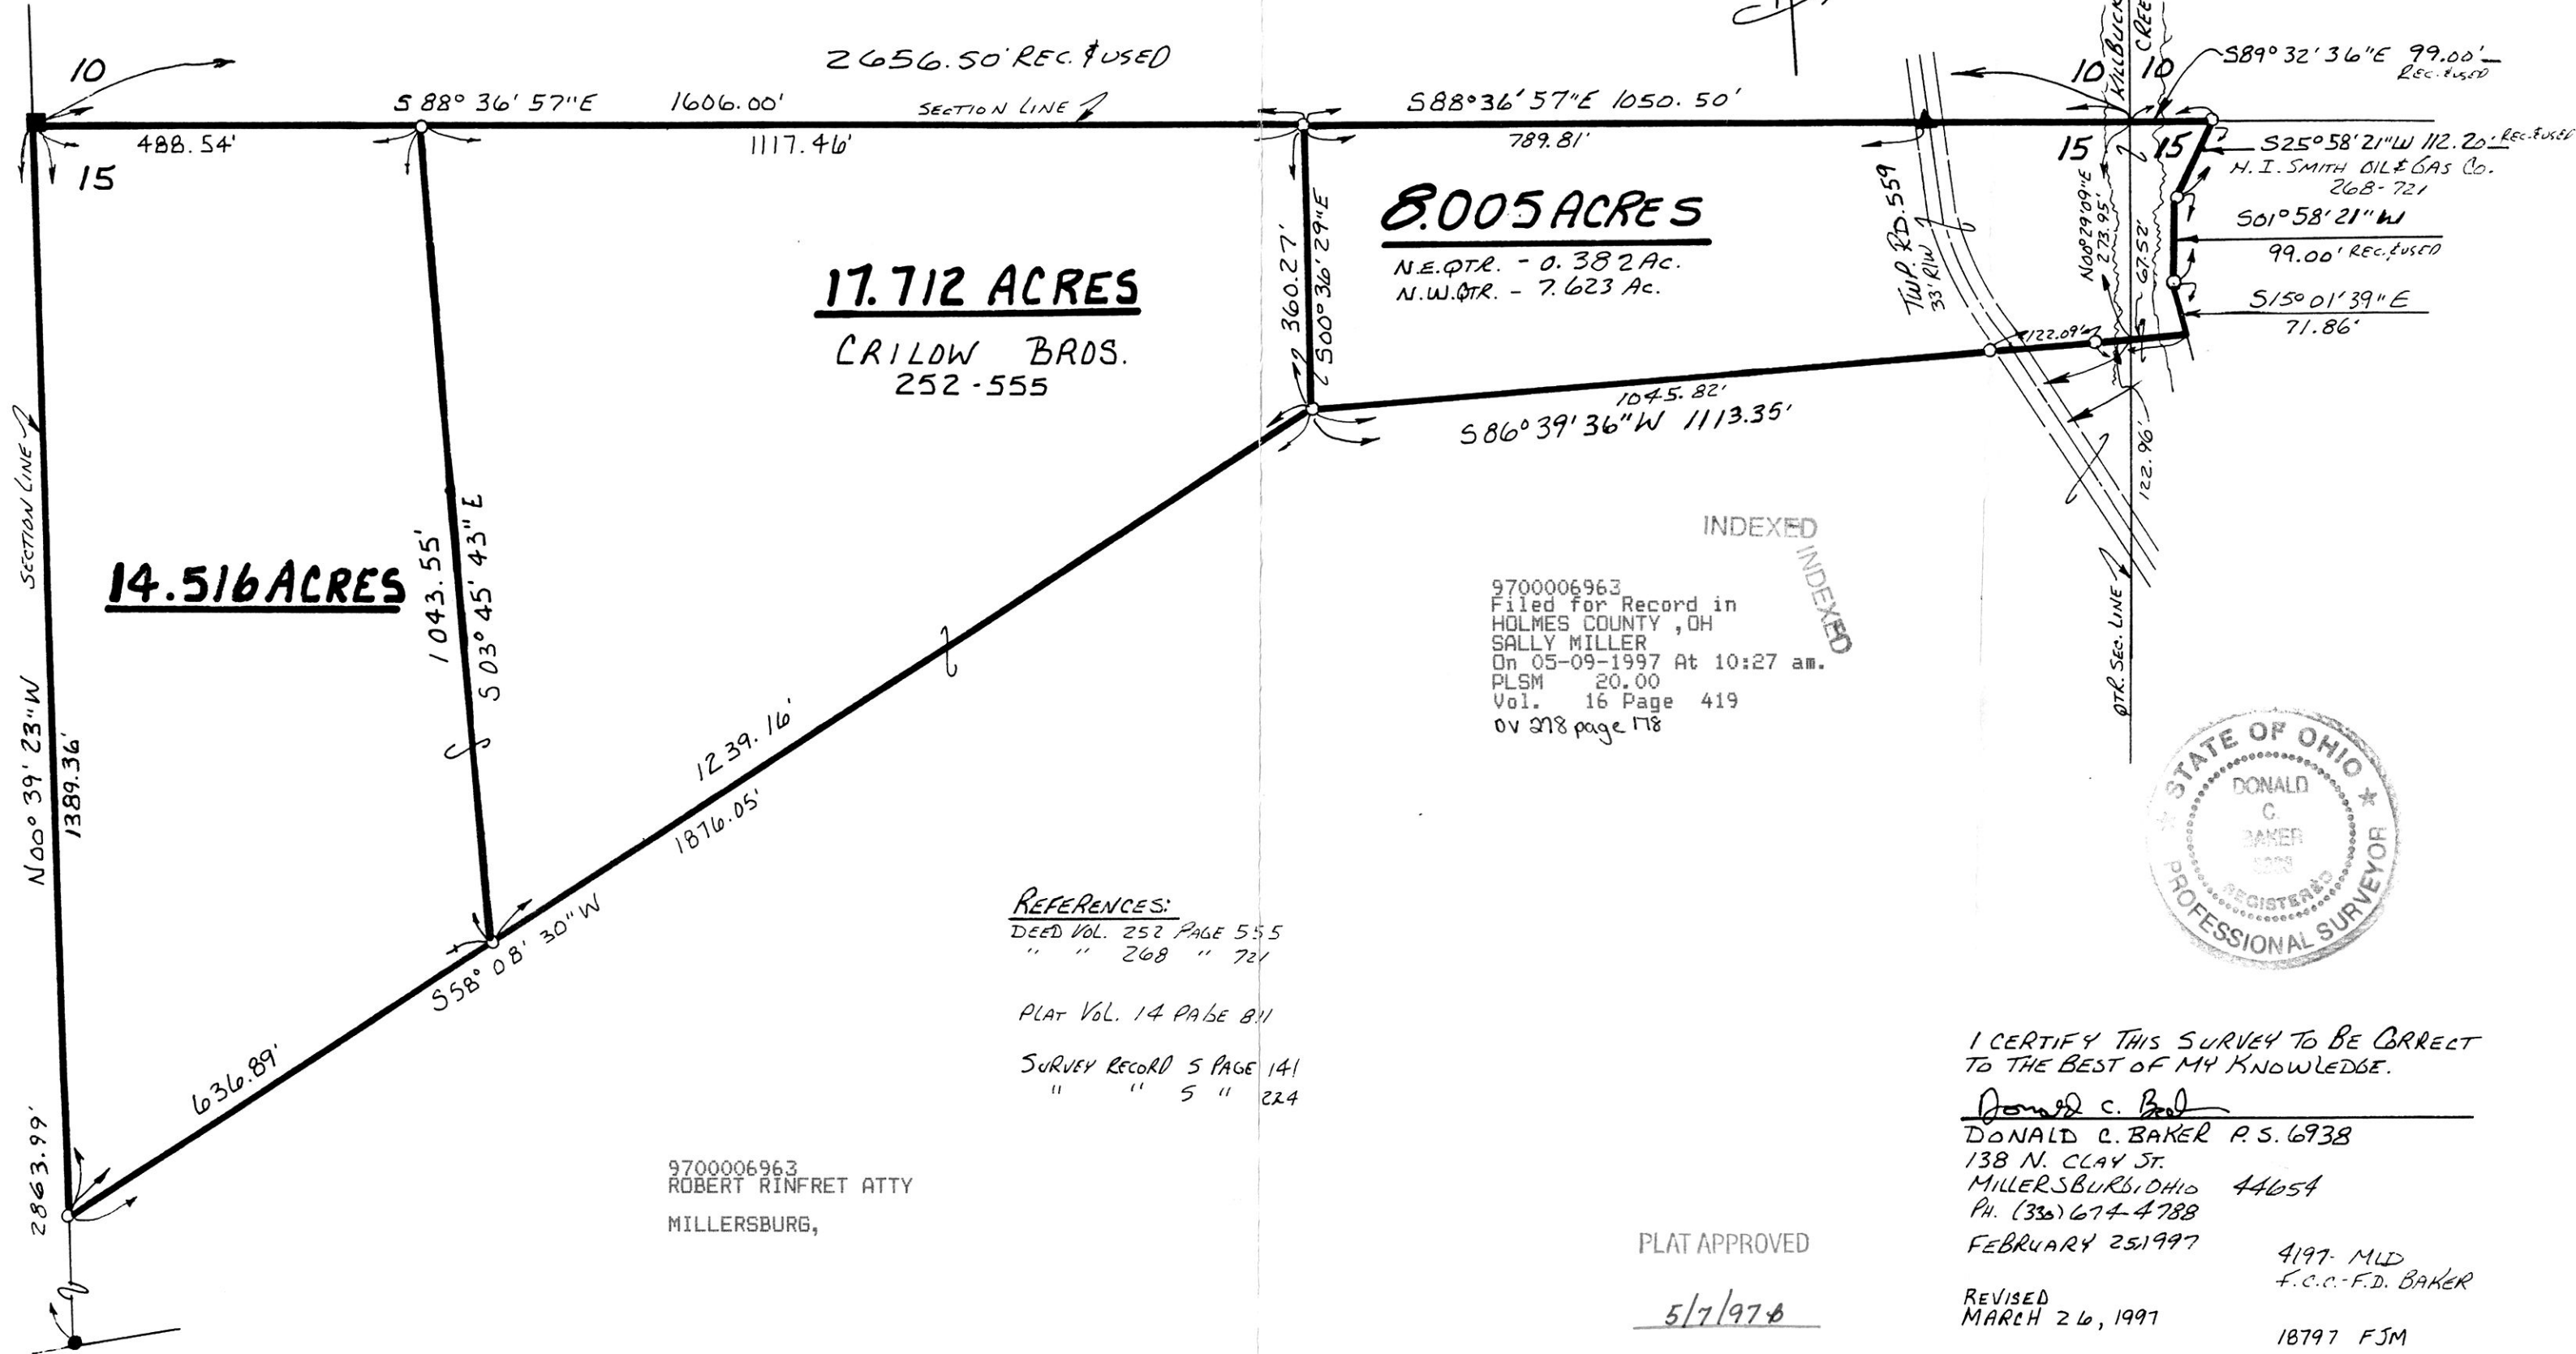 2656.50' REC. & USED
10
S 88° 36' 57" E 1606.00' SECTION LINE
488.54'
1117.46'
15
S88°36'57"E 1050.50'
789.81'
10 10
KILLBUCK
S89°32'36"E 99.00'
REC. & USED
15 15
S25°58'21"W 112.20' REC. & USED
H.I. SMITH OIL & GAS CO.
268-721
S01°58'21"W
99.00' REC. & USED
S15°01'39"E
71.86'
N00°29'09"E
273.95'
67.52'
TWP. RD. 559
33' R/W
8.005 ACRES
N.E. QTR. - 0.382 AC.
N.W. QTR. - 7.623 AC.
360.27'
S00°36'29"E
17.712 ACRES
CRILOW BROS.
252-555
122.09'
1045.82'
S86°39'36"W 1113.35'
122.96'
QTR. SEC. LINE
SECTION LINE
N00° 39' 23" W
1389.36'
2863.99'
14.516 ACRES
1043.55'
S 03° 45' 43" E
1239.16'
1876.05'
S58° 08' 30" W
636.89'
INDEXED
INDEXED
9700006963
Filed for Record in
HOLMES COUNTY ,OH
SALLY MILLER
On 05-09-1997 At 10:27 am.
PLSM 20.00
Vol. 16 Page 419
OV 278 page 178
STATE OF OHIO
DONALD
C.
BAKER
REGISTERED
PROFESSIONAL SURVEYOR
REFERENCES:
DEED VOL. 252 PAGE 555
" " 268 " 721
PLAT VOL. 14 PAGE 811
SURVEY RECORD 5 PAGE 141
" " 5 " 224
9700006963
ROBERT RINFRET ATTY
MILLERSBURG,
PLAT APPROVED
5/7/97
I CERTIFY THIS SURVEY TO BE CORRECT
TO THE BEST OF MY KNOWLEDGE.
DONALD C. BAKER P.S. 6938
138 N. CLAY ST.
MILLERSBURG, OHIO 44654
PH. (330) 674-4788
FEBRUARY 25, 1997
REVISED
MARCH 26, 1997
4197- MLD
F.C.C.-F.D. BAKER
18797 FJM